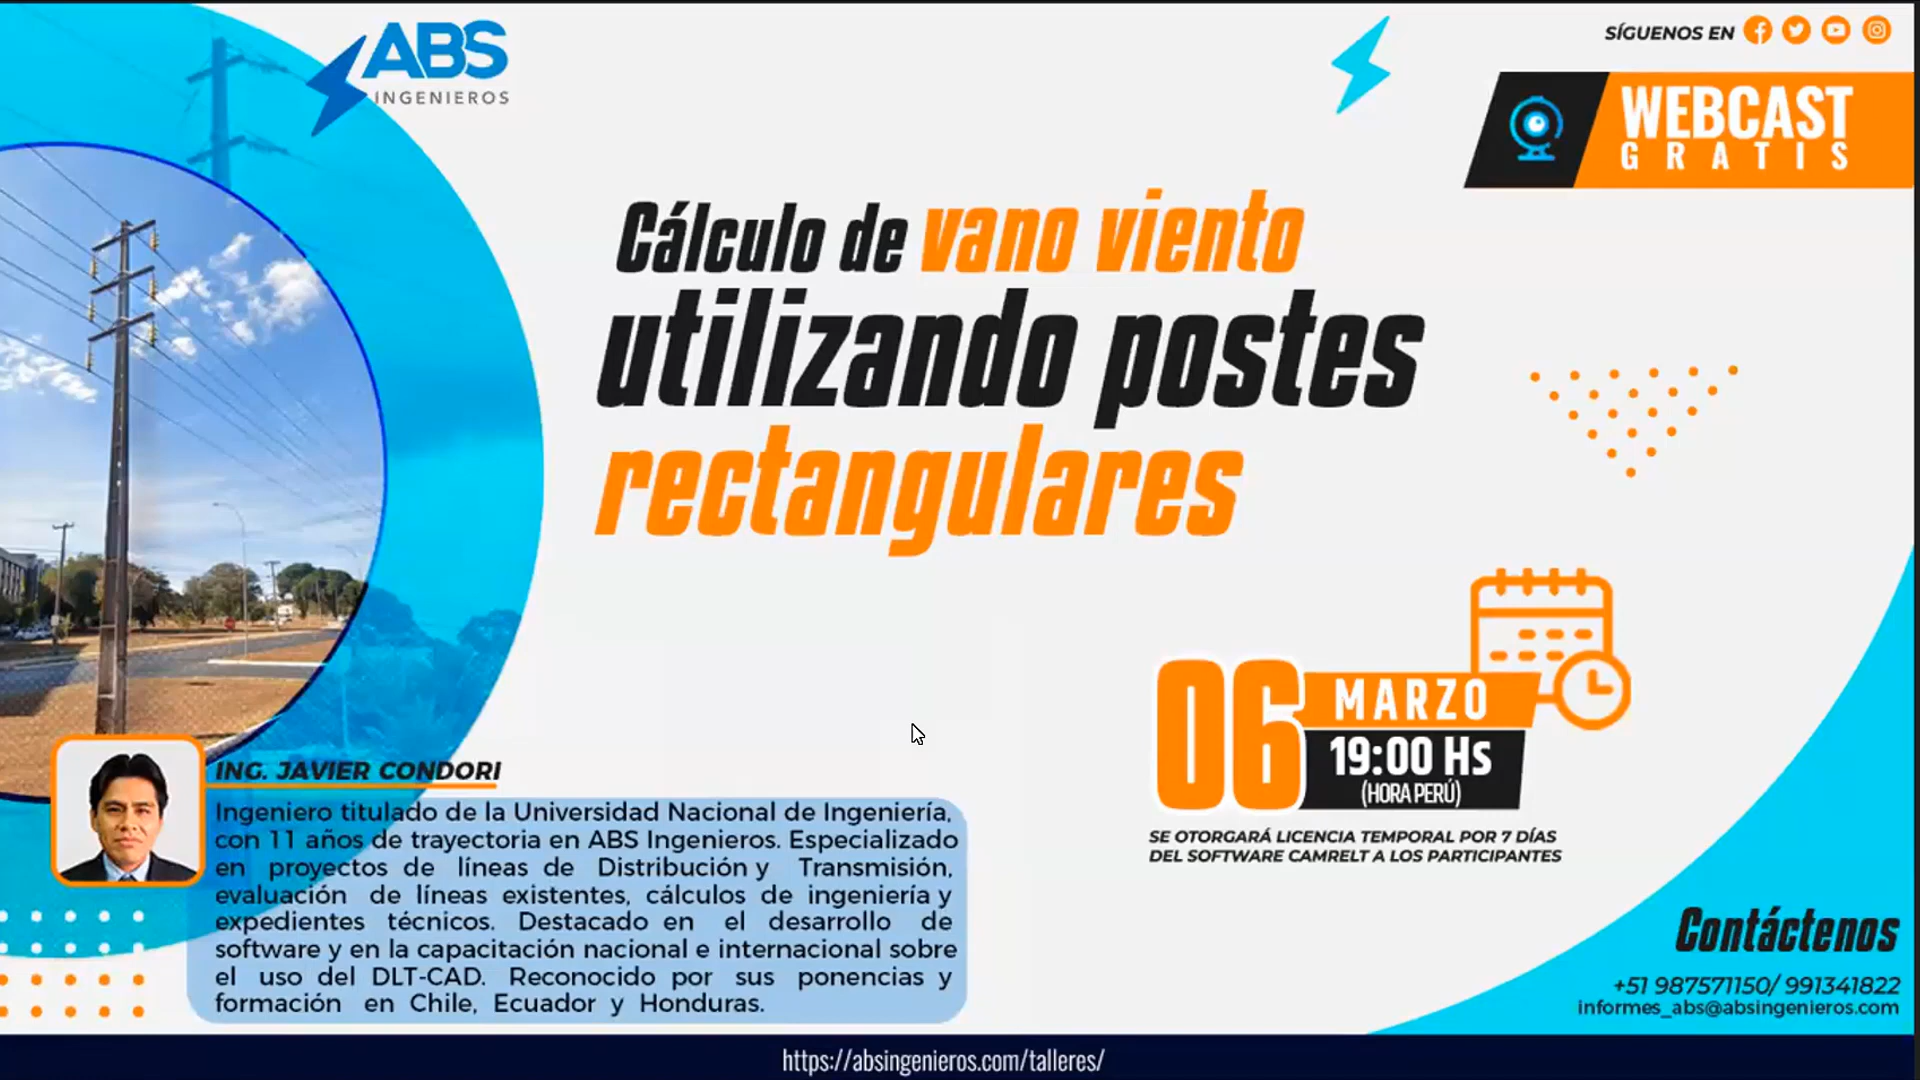 ABS
INGENIEROS
SÍGUENOS EN
WEBCAST
GRATIS
Cálculo de vano viento
utilizando postes
rectangulares
06
MARZO
19:00 Hs
(HORA PERÚ)
SE OTORGARÁ LICENCIA TEMPORAL POR 7 DÍAS
DEL SOFTWARE CAMRELT A LOS PARTICIPANTES
ING. JAVIER CONDORI
Ingeniero titulado de la Universidad Nacional de Ingeniería,
con 11 años de trayectoria en ABS Ingenieros. Especializado
en proyectos de líneas de Distribución y Transmisión,
evaluación de líneas existentes, cálculos de ingeniería y
expedientes técnicos. Destacado en el desarrollo de
software y en la capacitación nacional e internacional sobre
el uso del DLT-CAD. Reconocido por sus ponencias y
formación en Chile, Ecuador y Honduras.
Contáctenos
+51 987571150/ 991341822
informes_abs@absingenieros.com
https://absingenieros.com/talleres/